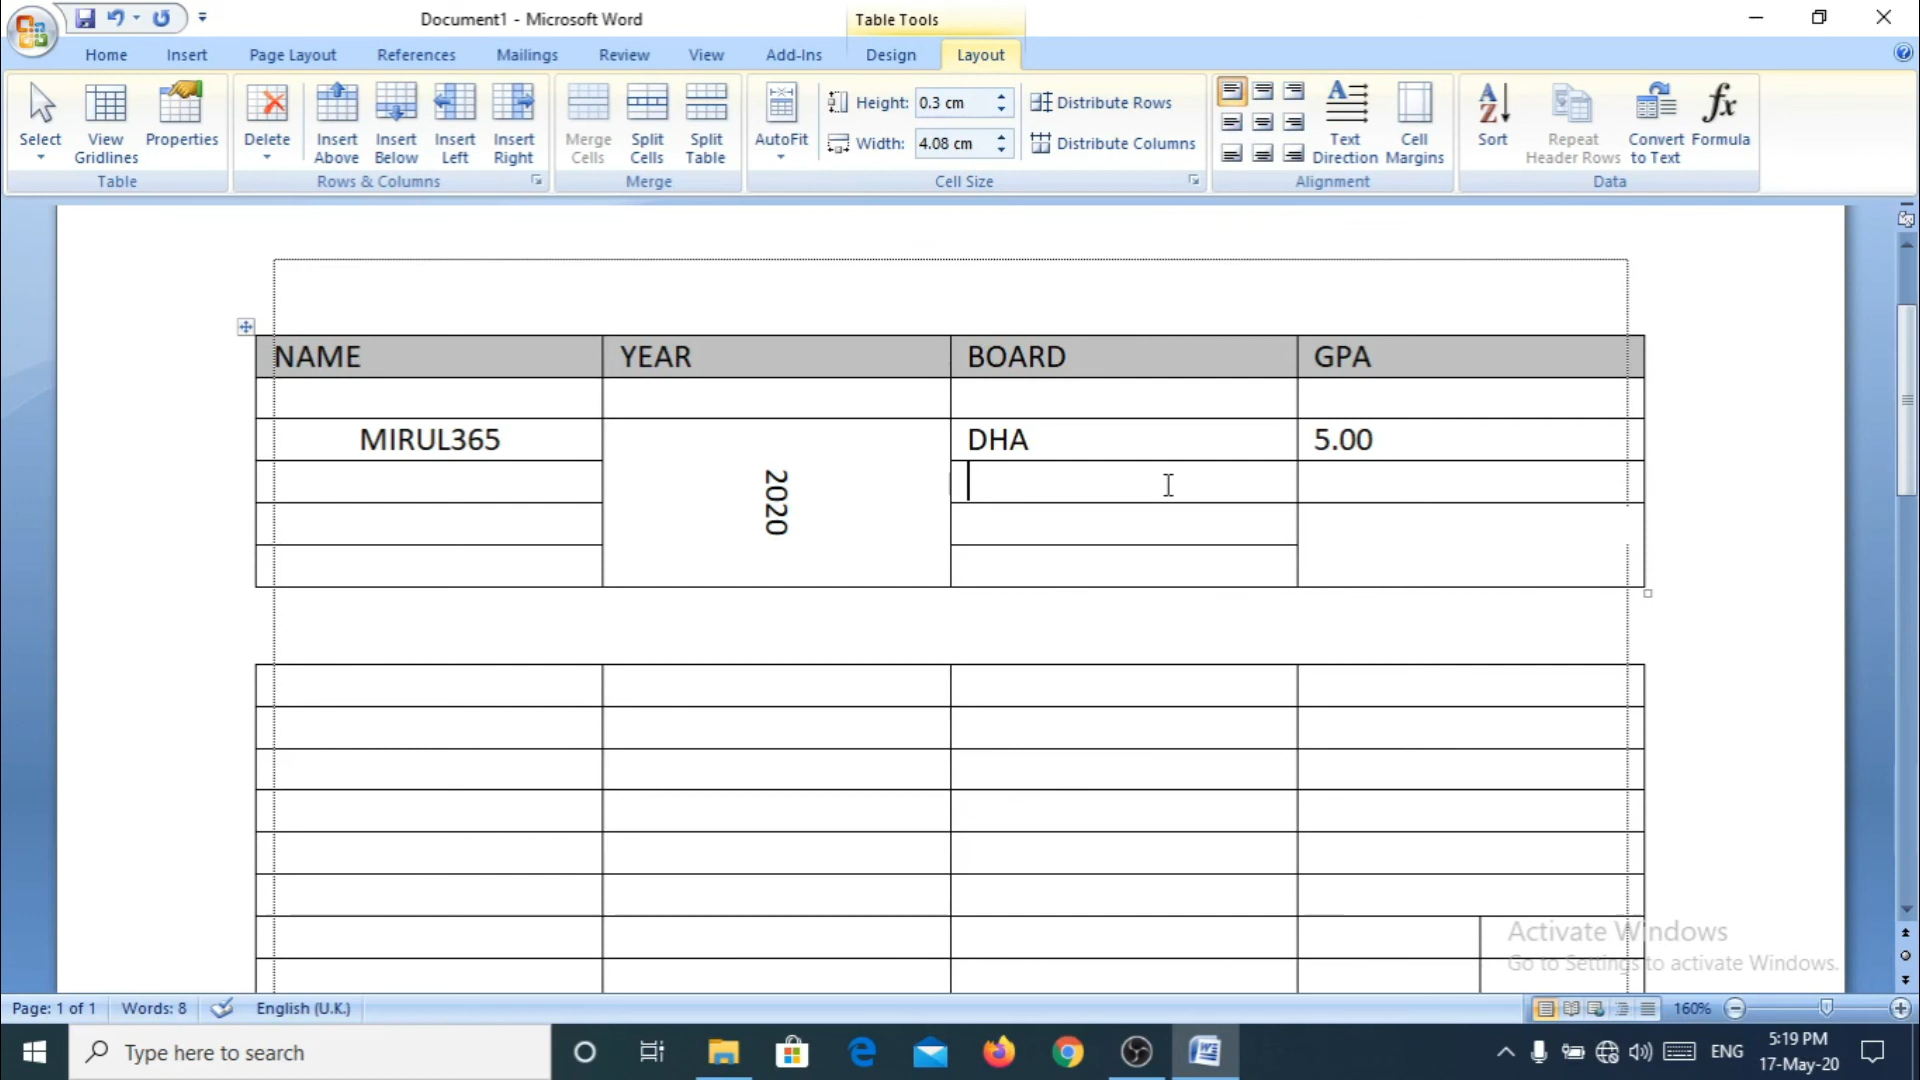 Document1 - Microsoft Word
Table Tools
Home Insert Page Layout References Mailings Review View Add-Ins Design Layout
Select
View Gridlines
Properties
Table
Delete
Insert Above
Insert Below
Insert Left
Insert Right
Rows & Columns
Merge Cells
Split Cells
Split Table
Merge
AutoFit
Height: 0.3 cm
Width: 4.08 cm
Distribute Rows
Distribute Columns
Cell Size
Text Direction
Cell Margins
Alignment
Sort
Repeat Header Rows
Convert to Text
Formula
Data
NAME YEAR BOARD GPA
MIRUL365 2020 DHA 5.00
Activate Windows
Go to Settings to activate Windows.
Page: 1 of 1 Words: 8 English (U.K.) 160%
Type here to search
ENG
5:19 PM
17-May-20